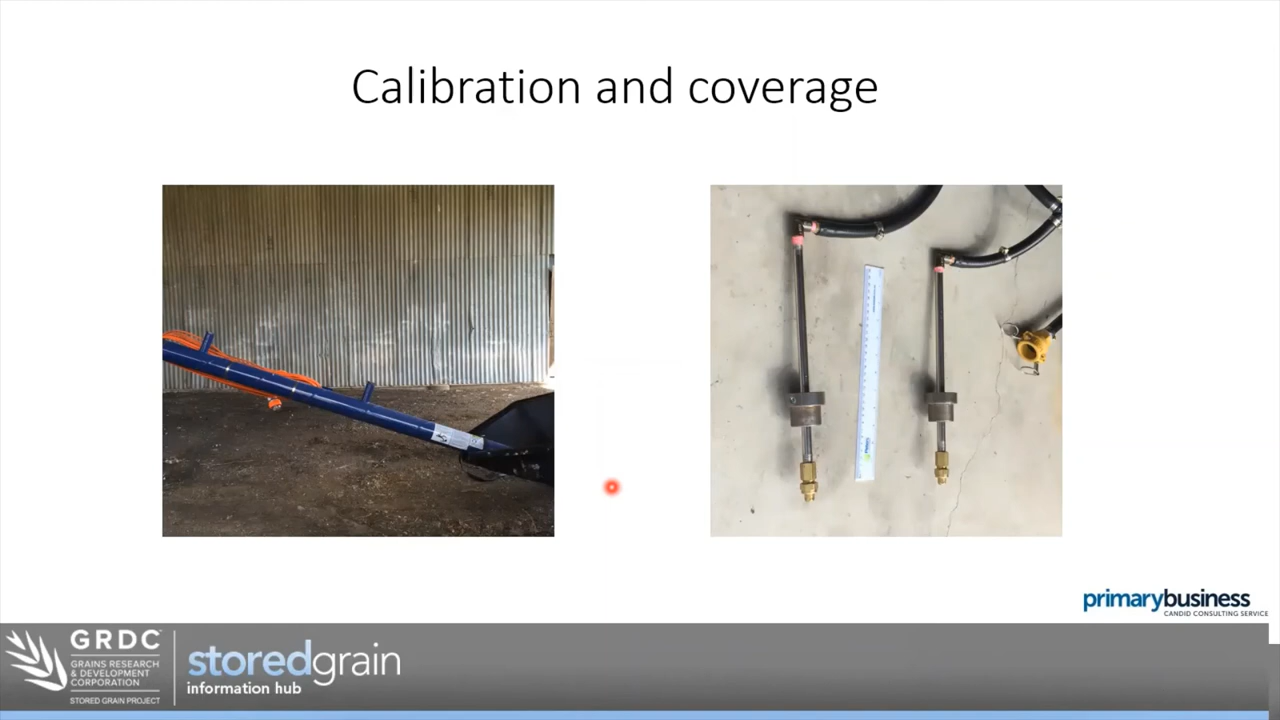 Calibration and coverage
primarybusiness
CANDID CONSULTING SERVICE
GRDC
GRAINS RESEARCH
& DEVELOPMENT
CORPORATION
STORED GRAIN PROJECT
storedgrain
information hub